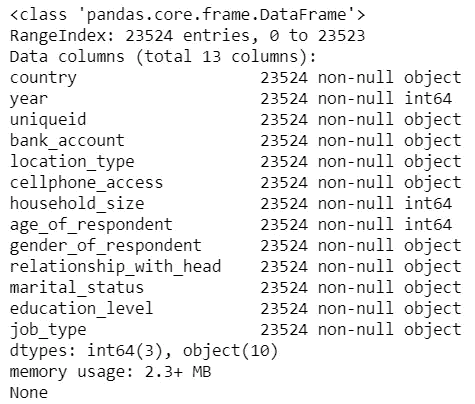 <class 'pandas.core.frame.DataFrame'>
RangeIndex: 23524 entries, 0 to 23523
Data columns (total 13 columns):
country                   23524 non-null object
year                      23524 non-null int64
uniqueid                  23524 non-null object
bank_account              23524 non-null object
location_type             23524 non-null object
cellphone_access          23524 non-null object
household_size            23524 non-null int64
age_of_respondent         23524 non-null int64
gender_of_respondent      23524 non-null object
relationship_with_head    23524 non-null object
marital_status            23524 non-null object
education_level           23524 non-null object
job_type                  23524 non-null object
dtypes: int64(3), object(10)
memory usage: 2.3+ MB
None